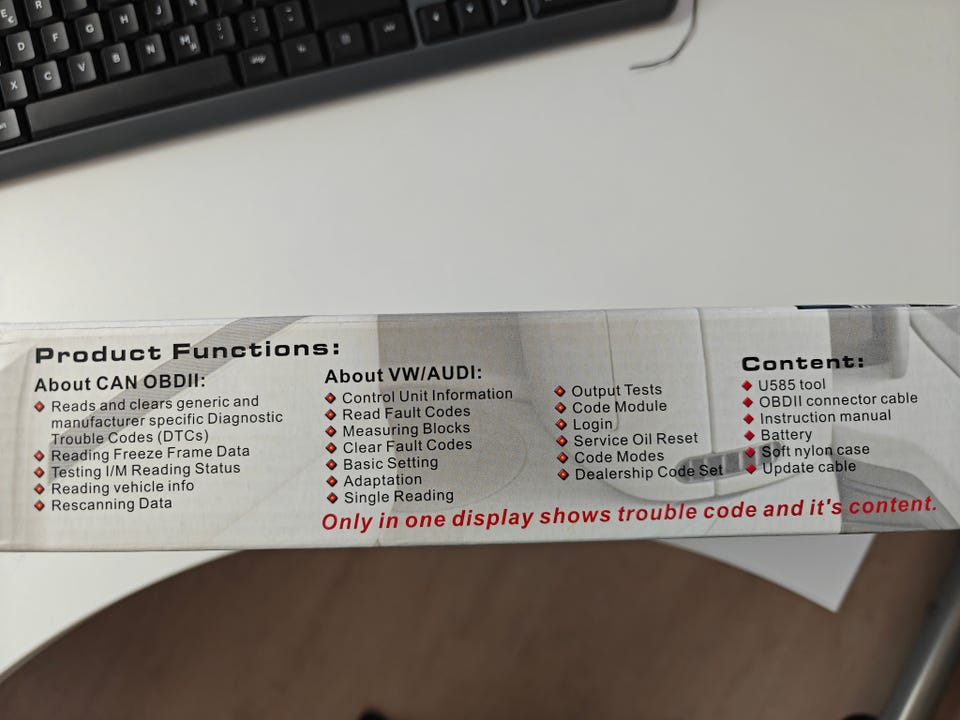 E
R
D
F
G
H
J
K
X
C
V
B
N
M
Product Functions:
About CAN OBDII:
Reads and clears generic and
manufacturer specific Diagnostic
Trouble Codes (DTCs)
Reading Freeze Frame Data
Testing I/M Reading Status
Reading vehicle info
Rescanning Data
About VW/AUDI:
Control Unit Information
Read Fault Codes
Measuring Blocks
Clear Fault Codes
Basic Setting
Adaptation
Single Reading
Output Tests
Code Module
Login
Service Oil Reset
Code Modes
Dealership Code Set
Only in one display shows trouble code and it's content.
Content:
U585 tool
OBDII connector cable
Instruction manual
Battery
Soft nylon case
Update cable